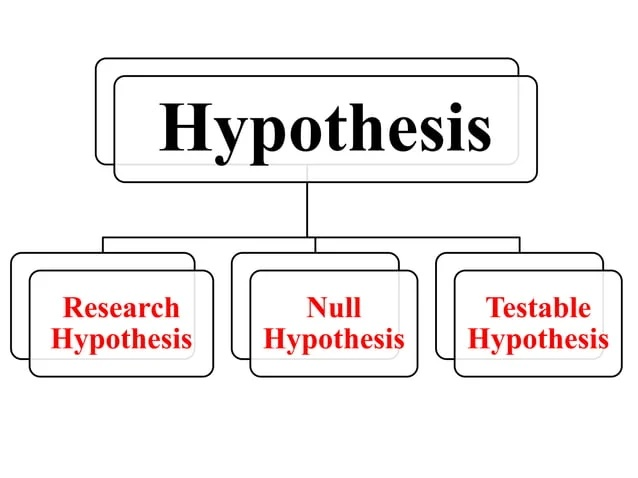 Hypothesis
Research
Hypothesis
Null
Hypothesis
Testable
Hypothesis